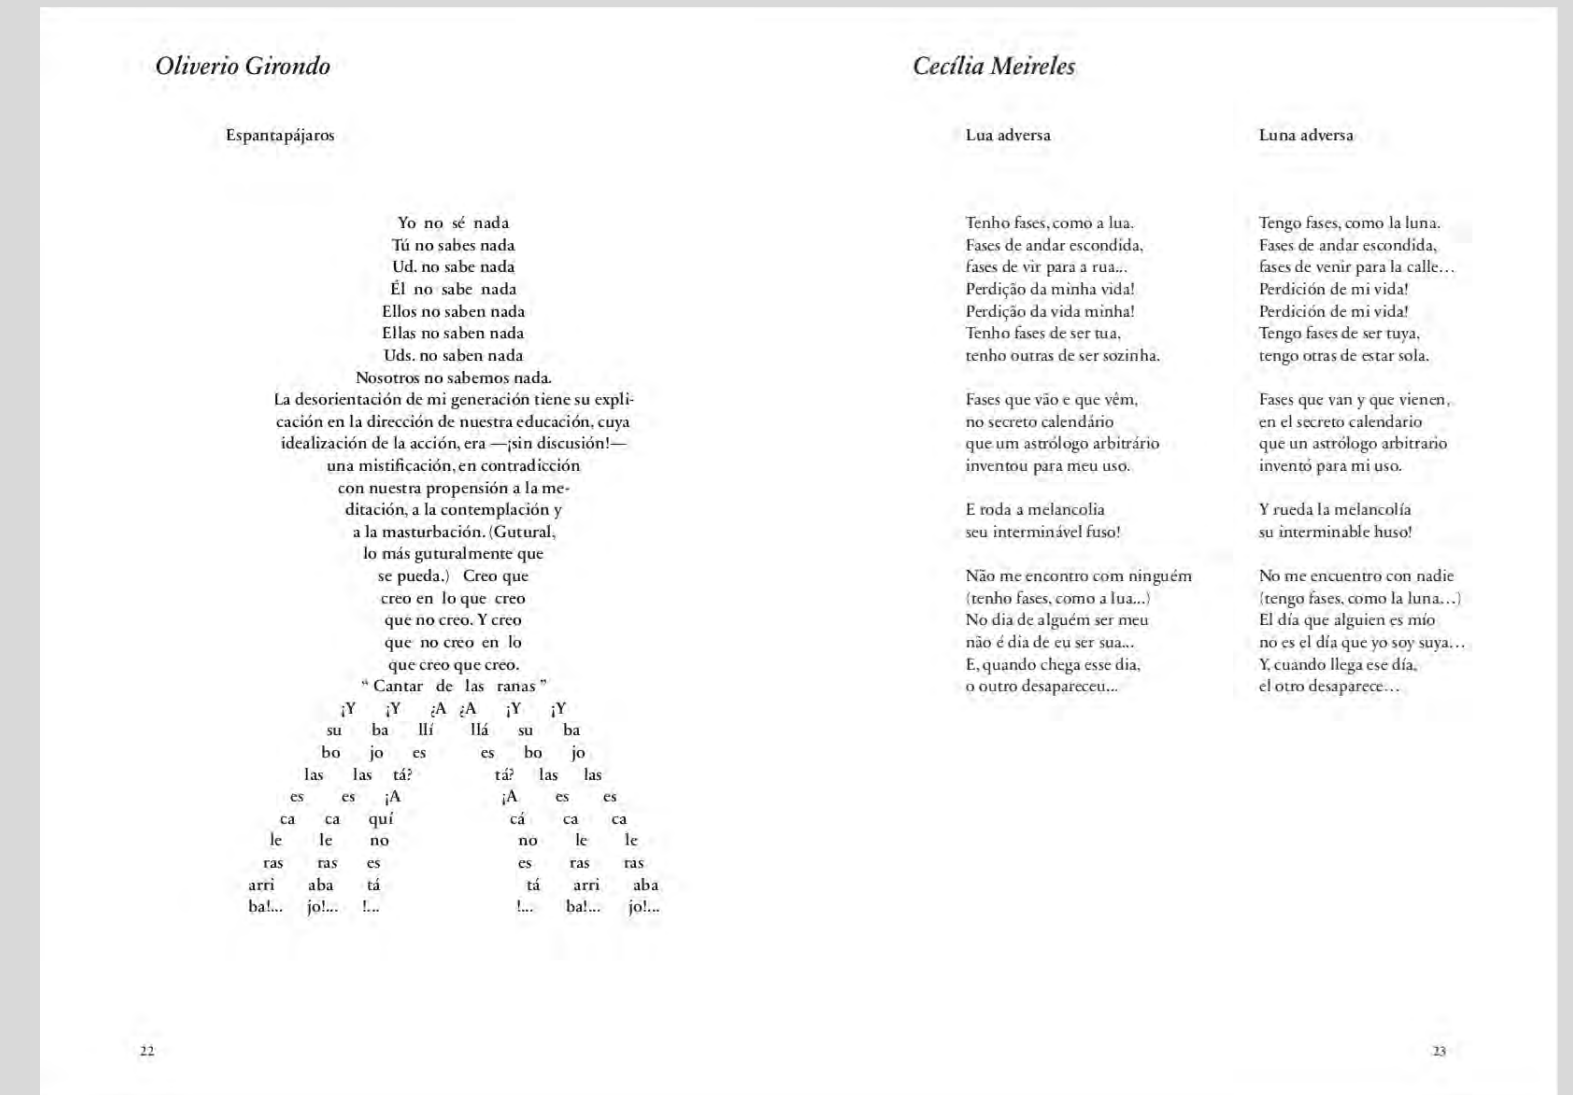 Oliverio Girondo
Espantapájaros
Yo no sé nada
Tú no sabes nada
Ud. no sabe nada
Él no sabe nada
Ellos no saben nada
Ellas no saben nada
Uds. no saben nada
Nosotros no sabemos nada.
La desorientación de mi generación tiene su expli-
cación en la dirección de nuestra educación, cuya
idealización de la acción, era —¡sin discusión!—
una mistificación, en contradicción
con nuestra propensión a la me-
ditación, a la contemplación y
a la masturbación. (Gutural,
lo más guturalmente que
se pueda.) Creo que
creo en lo que creo
que no creo. Y creo
que no creo en lo
que creo que creo.
“ Cantar de las ranas ”
¡Y ¡Y ¿A ¿A ¡Y ¡Y
su ba llí llá su ba
bo jo es es bo jo
las las tá? tá? las las
es es ¡A ¡A es es
ca ca quí cá ca ca
le le no no le le
ras ras es es ras ras
arri aba tá tá arri aba
ba!... jo!... !... !... ba!... jo!...
22
Cecília Meireles
Lua adversa
Tenho fases, como a lua.
Fases de andar escondida,
fases de vir para a rua...
Perdição da minha vida!
Perdição da vida minha!
Tenho fases de ser tua,
tenho outras de ser sozinha.
Fases que vão e que vêm,
no secreto calendário
que um astrólogo arbitrário
inventou para meu uso.
E roda a melancolia
seu interminável fuso!
Não me encontro com ninguém
(tenho fases, como a lua...)
No dia de alguém ser meu
não é dia de eu ser sua...
E, quando chega esse dia,
o outro desapareceu...
Luna adversa
Tengo fases, como la luna.
Fases de andar escondida,
fases de venir para la calle…
Perdición de mi vida!
Perdición de mi vida!
Tengo fases de ser tuya,
tengo otras de estar sola.
Fases que van y que vienen,
en el secreto calendario
que un astrólogo arbitrario
inventó para mi uso.
Y rueda la melancolía
su interminable huso!
No me encuentro con nadie
(tengo fases, como la luna…)
El día que alguien es mío
no es el día que yo soy suya…
Y, cuando llega ese día,
el otro desaparece…
23